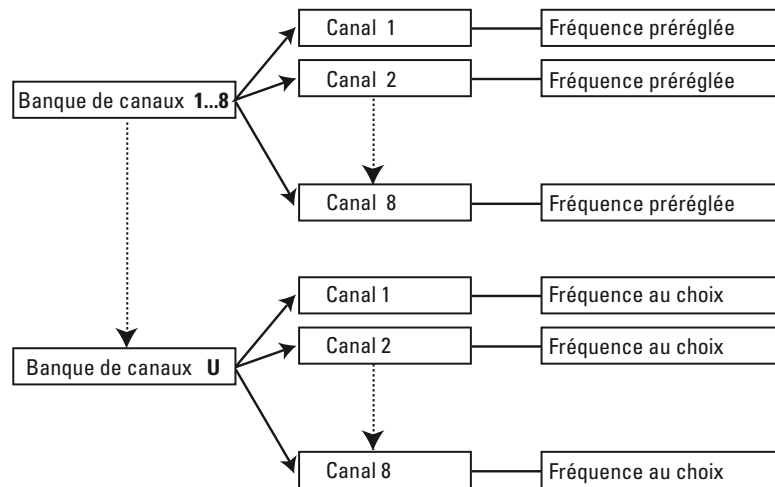 Canal 1 Fréquence préréglée
Canal 2 Fréquence préréglée
Banque de canaux 1...8
Canal 8 Fréquence préréglée
Canal 1 Fréquence au choix
Canal 2 Fréquence au choix
Banque de canaux U
Canal 8 Fréquence au choix